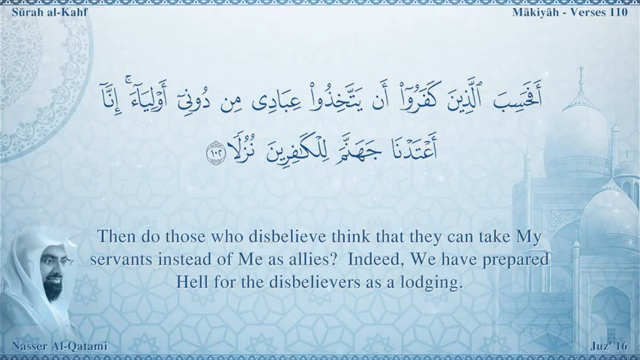 Sūrah al-Kahf
Mākiyāh - Verses 110
أَفَحَسِبَ ٱلَّذِينَ كَفَرُوٓا۟ أَن يَتَّخِذُوا۟ عِبَادِى مِن دُونِىٓ أَوْلِيَآءَ ۚ إِنَّآ
أَعْتَدْنَا جَهَنَّمَ لِلْكَـٰفِرِينَ نُزُلًا ١٠٢
Then do those who disbelieve think that they can take My
servants instead of Me as allies? Indeed, We have prepared
Hell for the disbelievers as a lodging.
Nasser Al-Qatami
Juz' 16